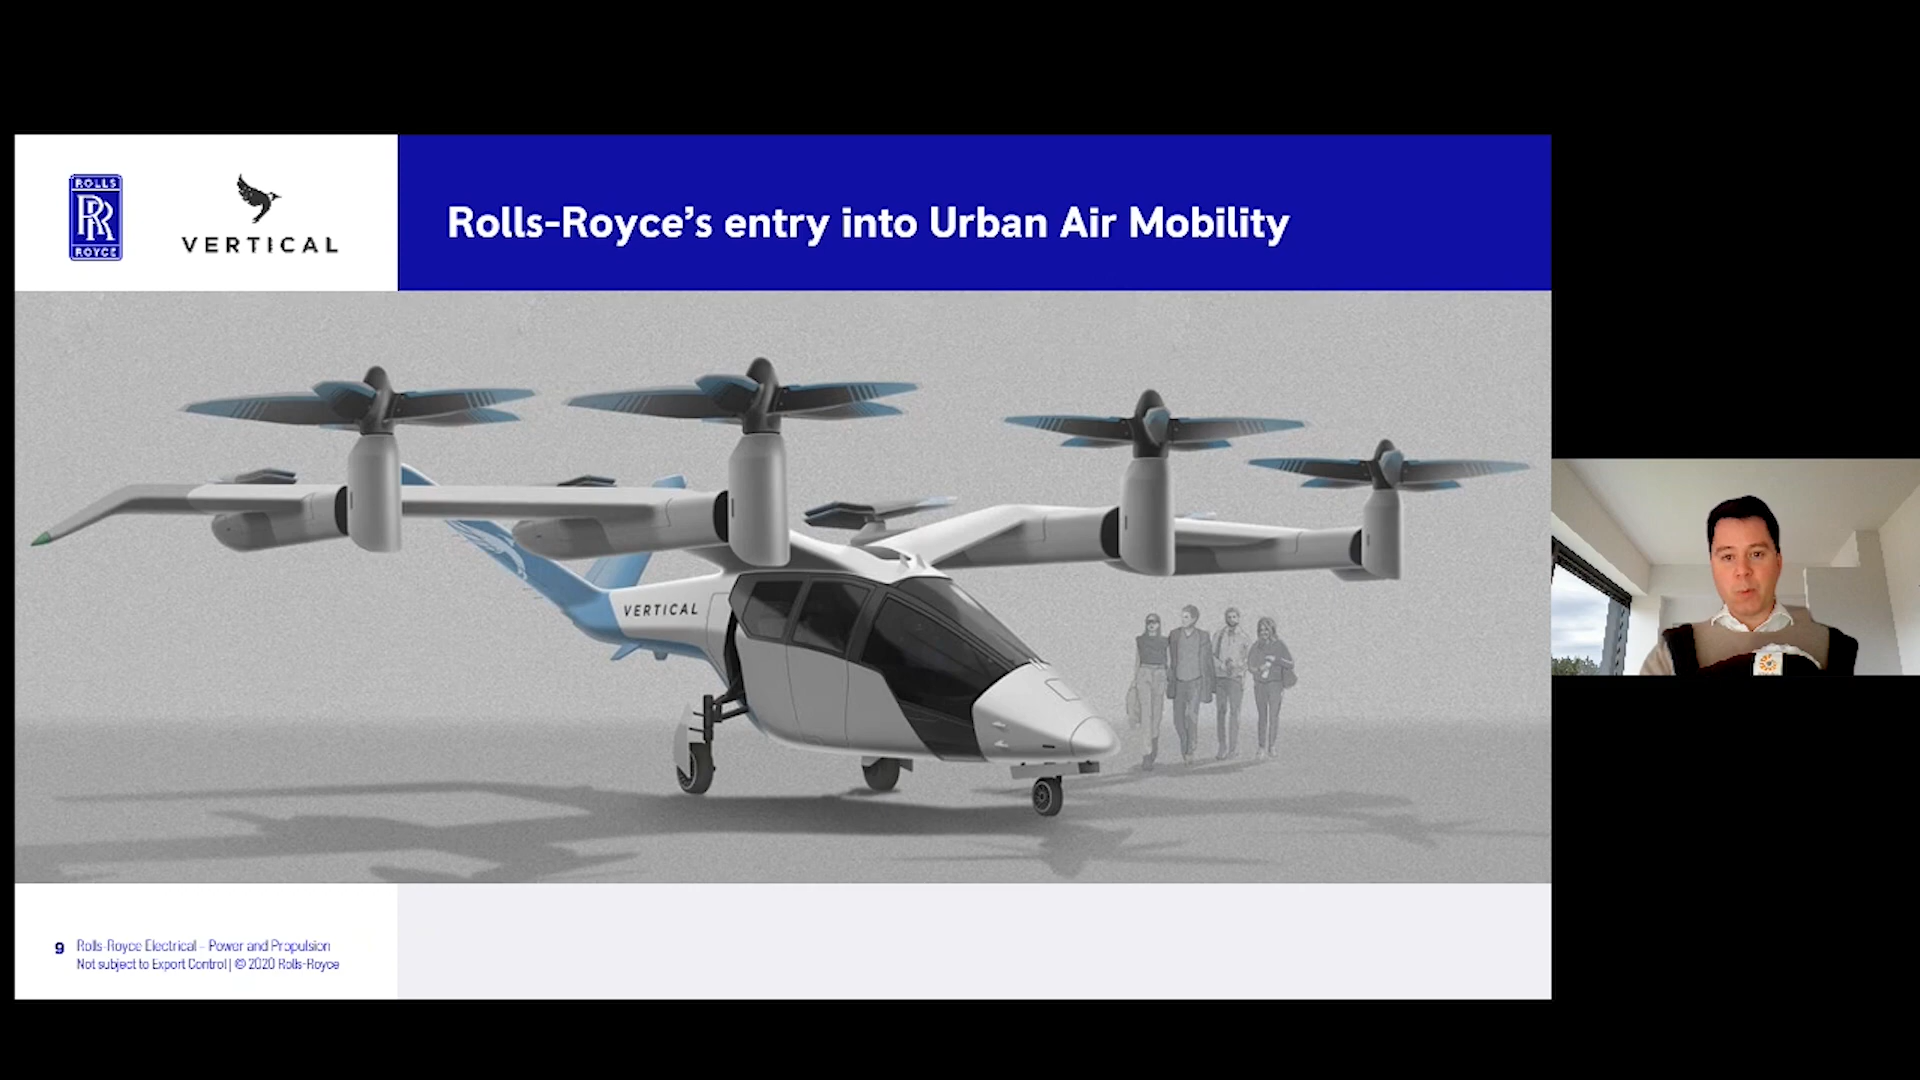 ROLLS
RR
ROYCE
VERTICAL
Rolls-Royce's entry into Urban Air Mobility
VERTICAL
9 Rolls-Royce Electrical - Power and Propulsion
Not subject to Export Control | © 2020 Rolls-Royce